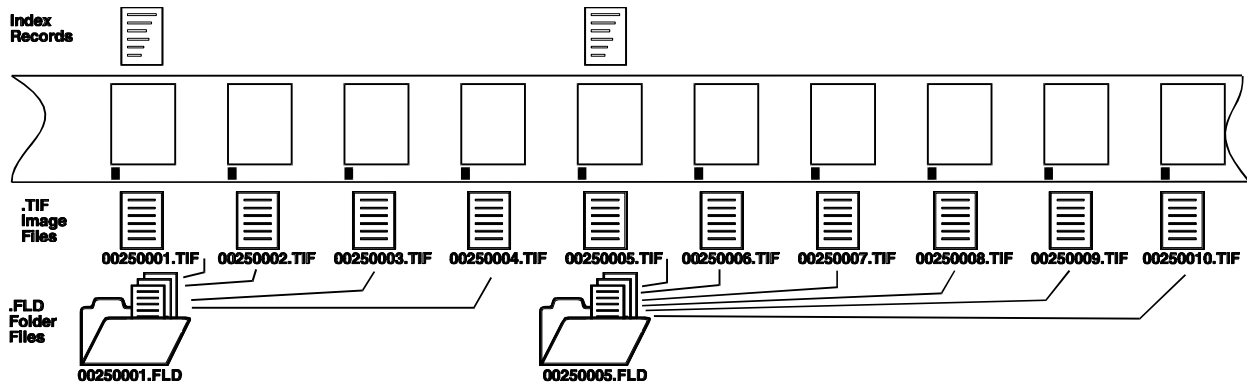 Index
Records
.TIF
Image
Files
00250001.TIF 00250002.TIF 00250003.TIF 00250004.TIF 00250005.TIF 00250006.TIF 00250007.TIF 00250008.TIF 00250009.TIF 00250010.TIF
.FLD
Folder
Files
00250001.FLD 00250005.FLD